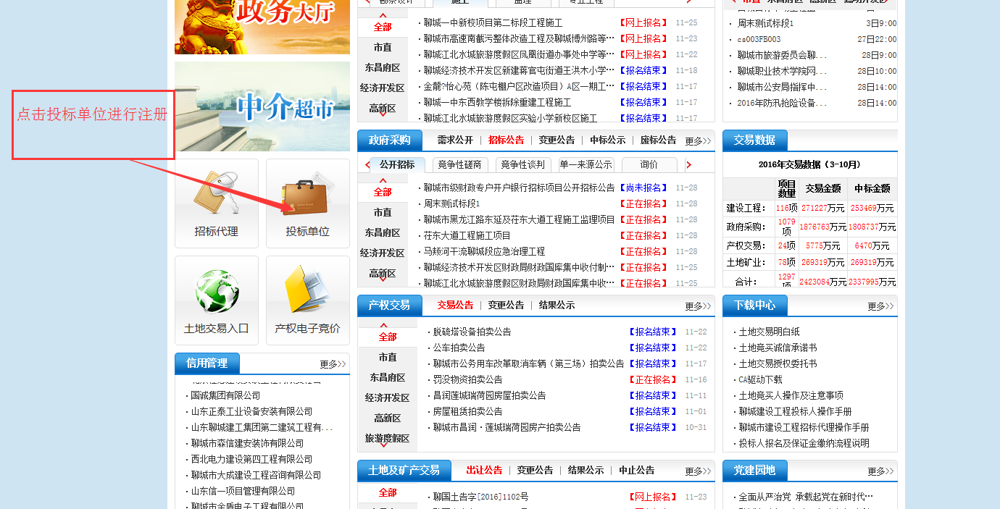 政务大厅
中介超市
点击投标单位进行注册
招标代理
投标单位
土地交易入口
产权电子竞价
信用管理 更多>>
国诚集团有限公司
山东正泰工业设备安装有限公司
山东聊城建工集团第二建筑工程有...
聊城市森信建安装饰有限公司
西北电力建设第四工程有限公司
聊城市大成建设工程咨询有限公司
山东信一项目管理有限公司
聊城市金盾电子工程有限公司
勘察设计 施工 监理 专业工程
全部
市直
东昌府区
经济开发区
高新区
聊城一中新校项目第二标段工程施工 【网上报名】 11-25
聊城市高速南截污整体改造工程及聊城博州路等… 【网上报名】 11-23
聊城江北水城旅游度假区凤凰街道办事处中学等… 【网上报名】 11-22
聊城经济技术开发区新建蒋官屯街道王洪木小学… 【报名结束】 11-18
金龍?怡心苑（陈屯棚户区改造项目）A区一期工… 【报名结束】 11-17
聊城一中东西教学楼拆除重建工程施工 【报名结束】 11-17
聊城江北水城旅游度假区实验小学新校区施工 【报名结束】 11-17
政府采购 需求公开 | 招标公告 | 变更公告 | 中标公示 | 废标公告 更多>>
公开招标 竞争性磋商 竞争性谈判 单一来源公示 询价
全部
市直
东昌府区
经济开发区
高新区
聊城市市级财政专户开户银行招标项目公开招标公告 【尚未报名】 11-28
周末测试标段1 【正在报名】 11-28
聊城市黑龙江路东延及茌东大道工程施工监理项目 【正在报名】 11-28
茌东大道工程施工项目 【正在报名】 11-28
马颊河干流聊城段应急治理工程 【正在报名】 11-28
聊城经济技术开发区财政局财政国库集中收付制… 【正在报名】 11-25
聊城江北水城旅游度假区财政局财政国库集中收… 【正在报名】 11-25
产权交易 交易公告 | 变更公告 | 结果公示 更多>>
全部
市直
东昌府区
经济开发区
高新区
旅游度假区
脱硫塔设备拍卖公告 【报名结束】 11-22
公车拍卖公告 【报名结束】 11-22
聊城市公务用车改革取消车辆（第三场）拍卖公告 【报名结束】 11-17
罚没物资拍卖公告 【正在报名】 11-16
昌润莲城瑞荷园房屋拍卖公告 【报名结束】 11-11
房屋租赁拍卖公告 【报名结束】 11-01
聊城市昌润·莲城瑞荷园房产拍卖公告 【报名结束】 10-31
土地及矿产交易 出让公告 | 变更公告 | 结果公示 | 中止公告 更多>>
全部
聊国土告字[2016]1102号 【网上报名】 11-23
市直 东昌府区 高新区
周末测试标段1 3日9:00
cs003FB003 27日22:00
聊城市旅游委员会聊... 28日9:00
聊城职业技术学院网... 28日10:00
聊城市公安局指挥中... 28日14:00
2016年防汛抢险设备... 28日14:00
交易数据
2016年交易数据（3-10月）
项目数量 交易金额 中标金额
建设工程： 116项 271227万元 253469万元
政府采购： 1079项 1876763万元 1808737万元
产权交易： 24项 5775万元 6470万元
土地矿业： 78项 269319万元 269319万元
合计： 1297项 2423084万元 2337995万元
下载中心 更多>>
土地交易明白纸
土地竞买诚信承诺书
土地交易授权委托书
CA驱动下载
土地竞买人操作及注意事项
聊城建设工程投标人操作手册
聊城市建设工程招标代理操作手册
投标人报名及保证金缴纳流程说明
党建园地 更多>>
全面从严治党 承载起党在新时代…